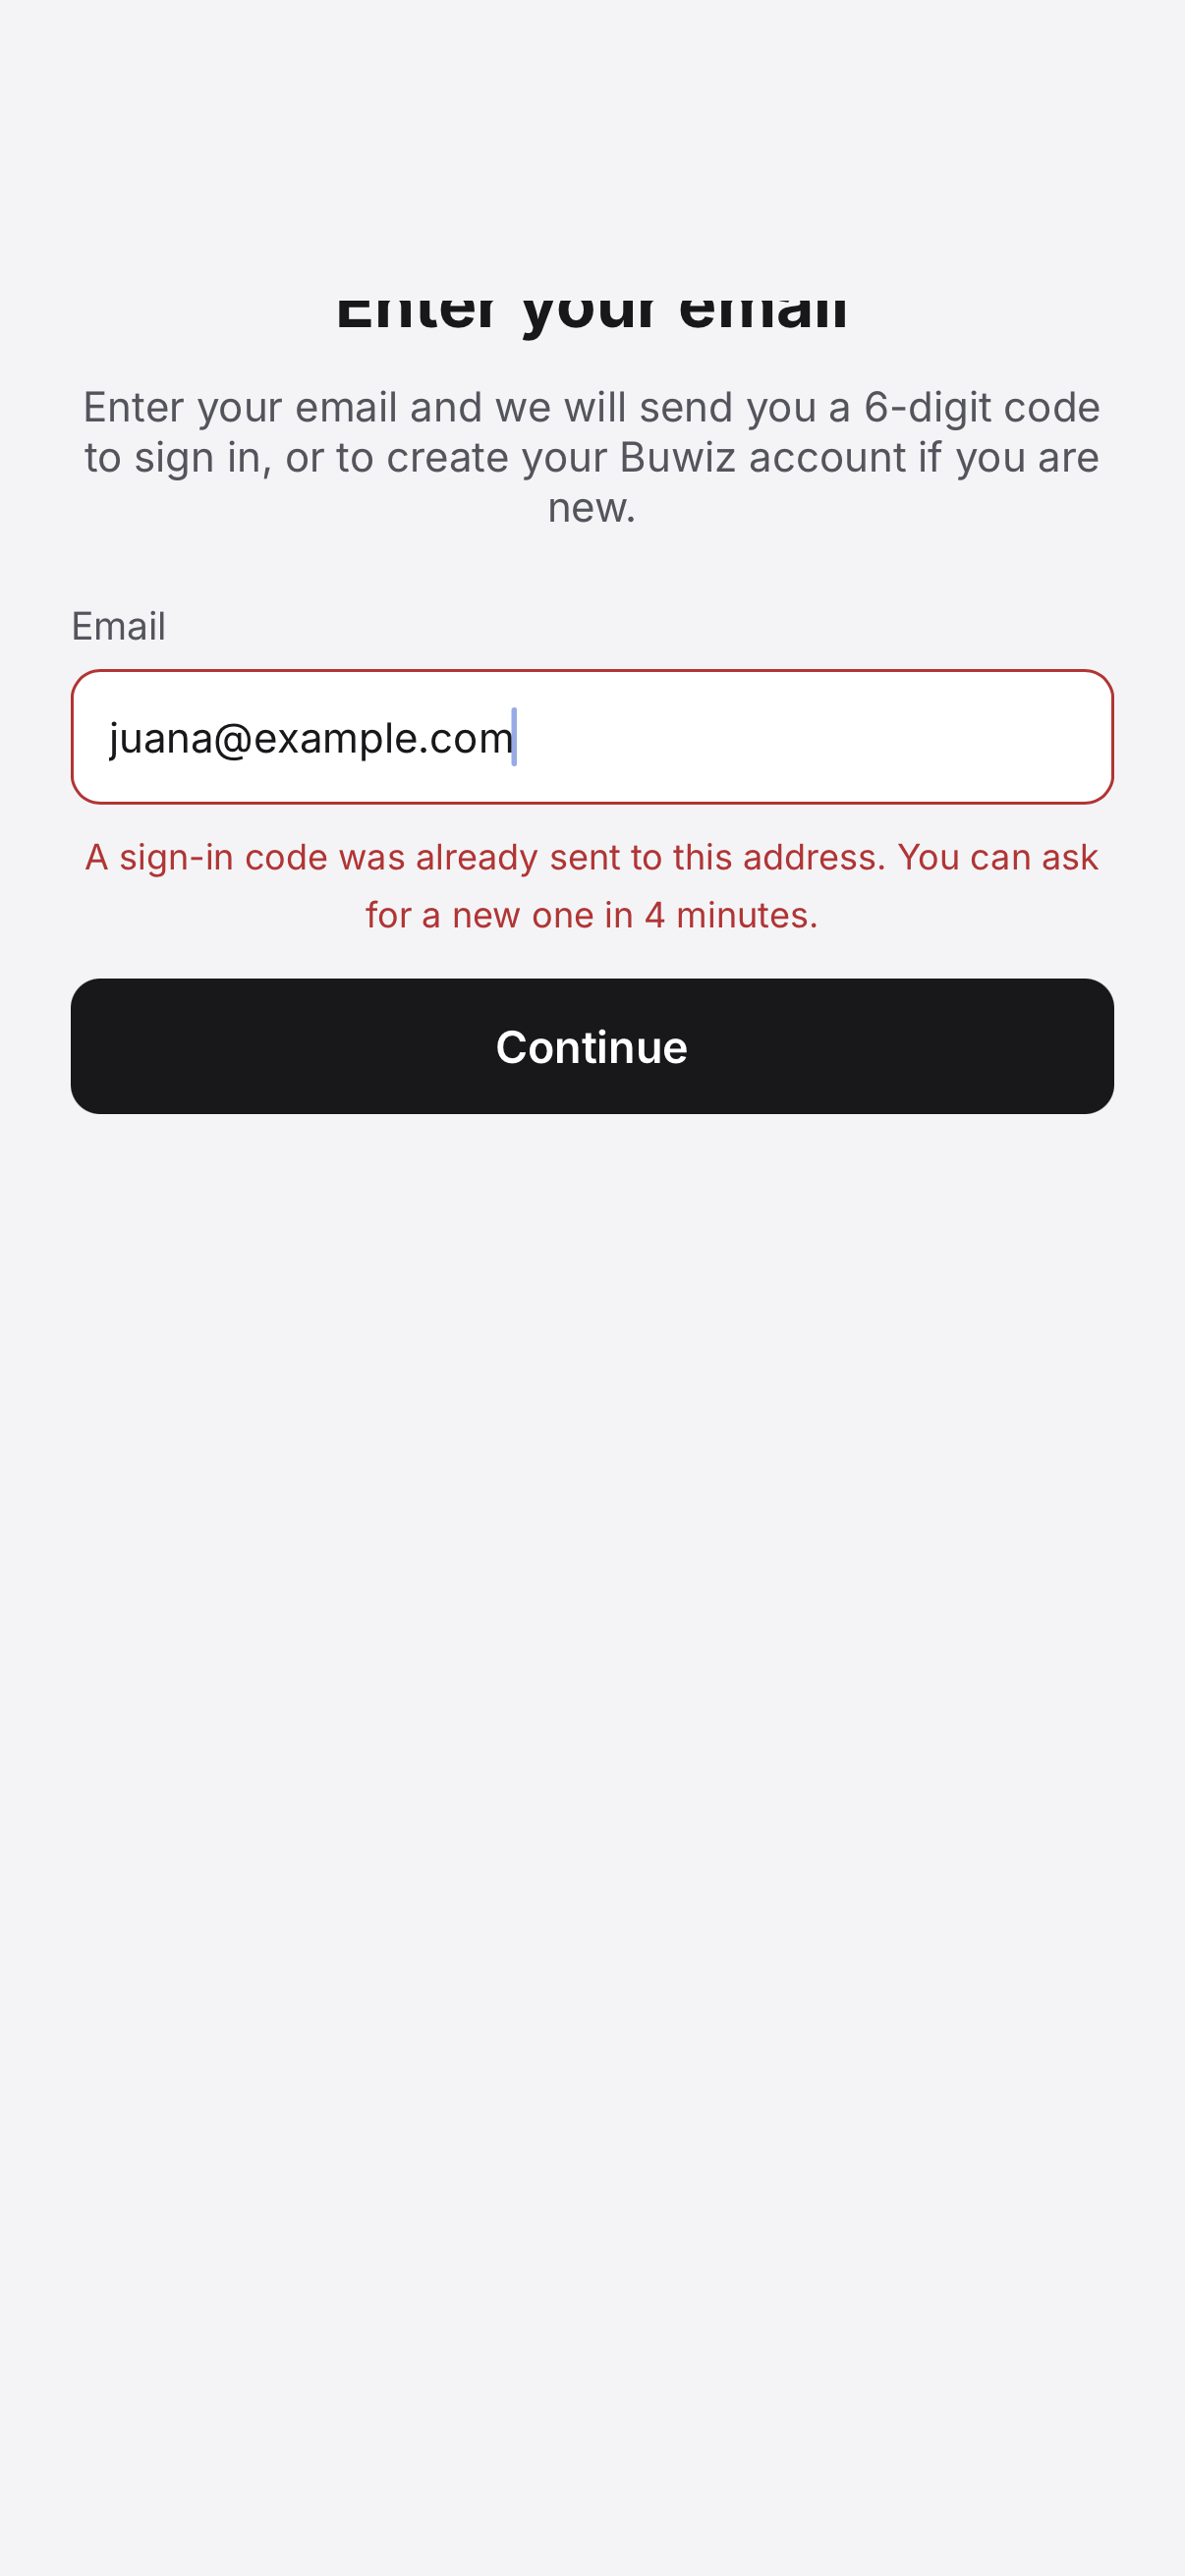 Enter your email
Enter your email and we will send you a 6-digit code
to sign in, or to create your Buwiz account if you are
new.
Email
juana@example.com
A sign-in code was already sent to this address. You can ask
for a new one in 4 minutes.
Continue